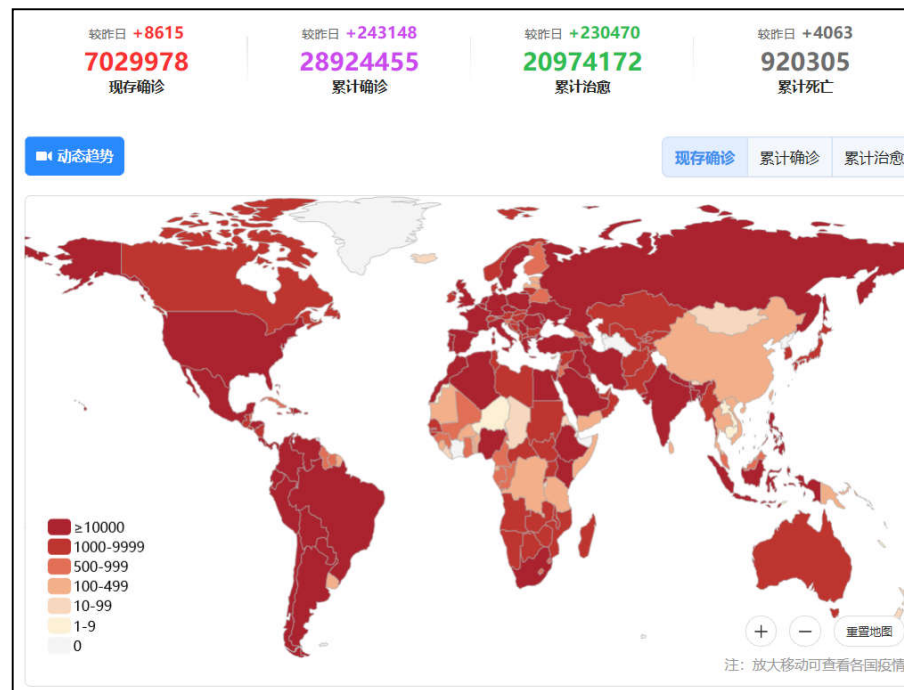 较昨日 +8615
7029978
现存确诊
较昨日 +243148
28924455
累计确诊
较昨日 +230470
20974172
累计治愈
较昨日 +4063
920305
累计死亡
动态趋势
现存确诊
累计确诊
累计治愈
≥10000
1000-9999
500-999
100-499
10-99
1-9
0
重置地图
注：放大移动可查看各国疫情